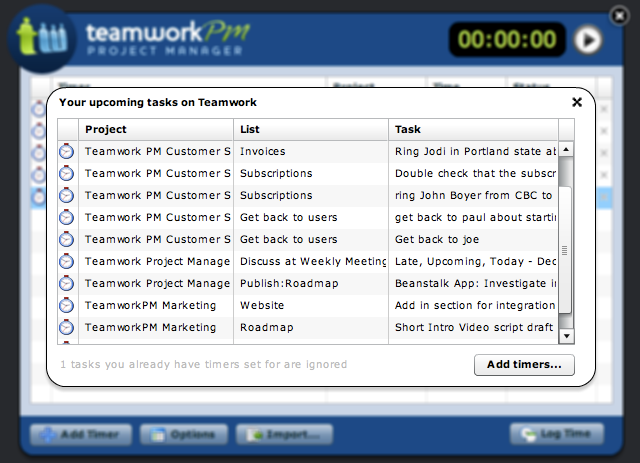 teamworkPm
PROJECT MANAGER
00:00:00
Timer Project Time Status
Your upcoming tasks on Teamwork
Project List Task
Teamwork PM Customer S Invoices Ring Jodi in Portland state ab
Teamwork PM Customer S Subscriptions Double check that the subscr
Teamwork PM Customer S Subscriptions ring John Boyer from CBC to
Teamwork PM Customer S Get back to users get back to paul about startin
Teamwork PM Customer S Get back to users Get back to joe
Teamwork Project Manage Discuss at Weekly Meeting Late, Upcoming, Today - Dec
Teamwork Project Manage Publish:Roadmap Beanstalk App: Investigate i
TeamworkPM Marketing Website Add in section for integration
TeamworkPM Marketing Roadmap Short Intro Video script draft
1 tasks you already have timers set for are ignored
Add timers...
Add Timer Options Import... Log Time